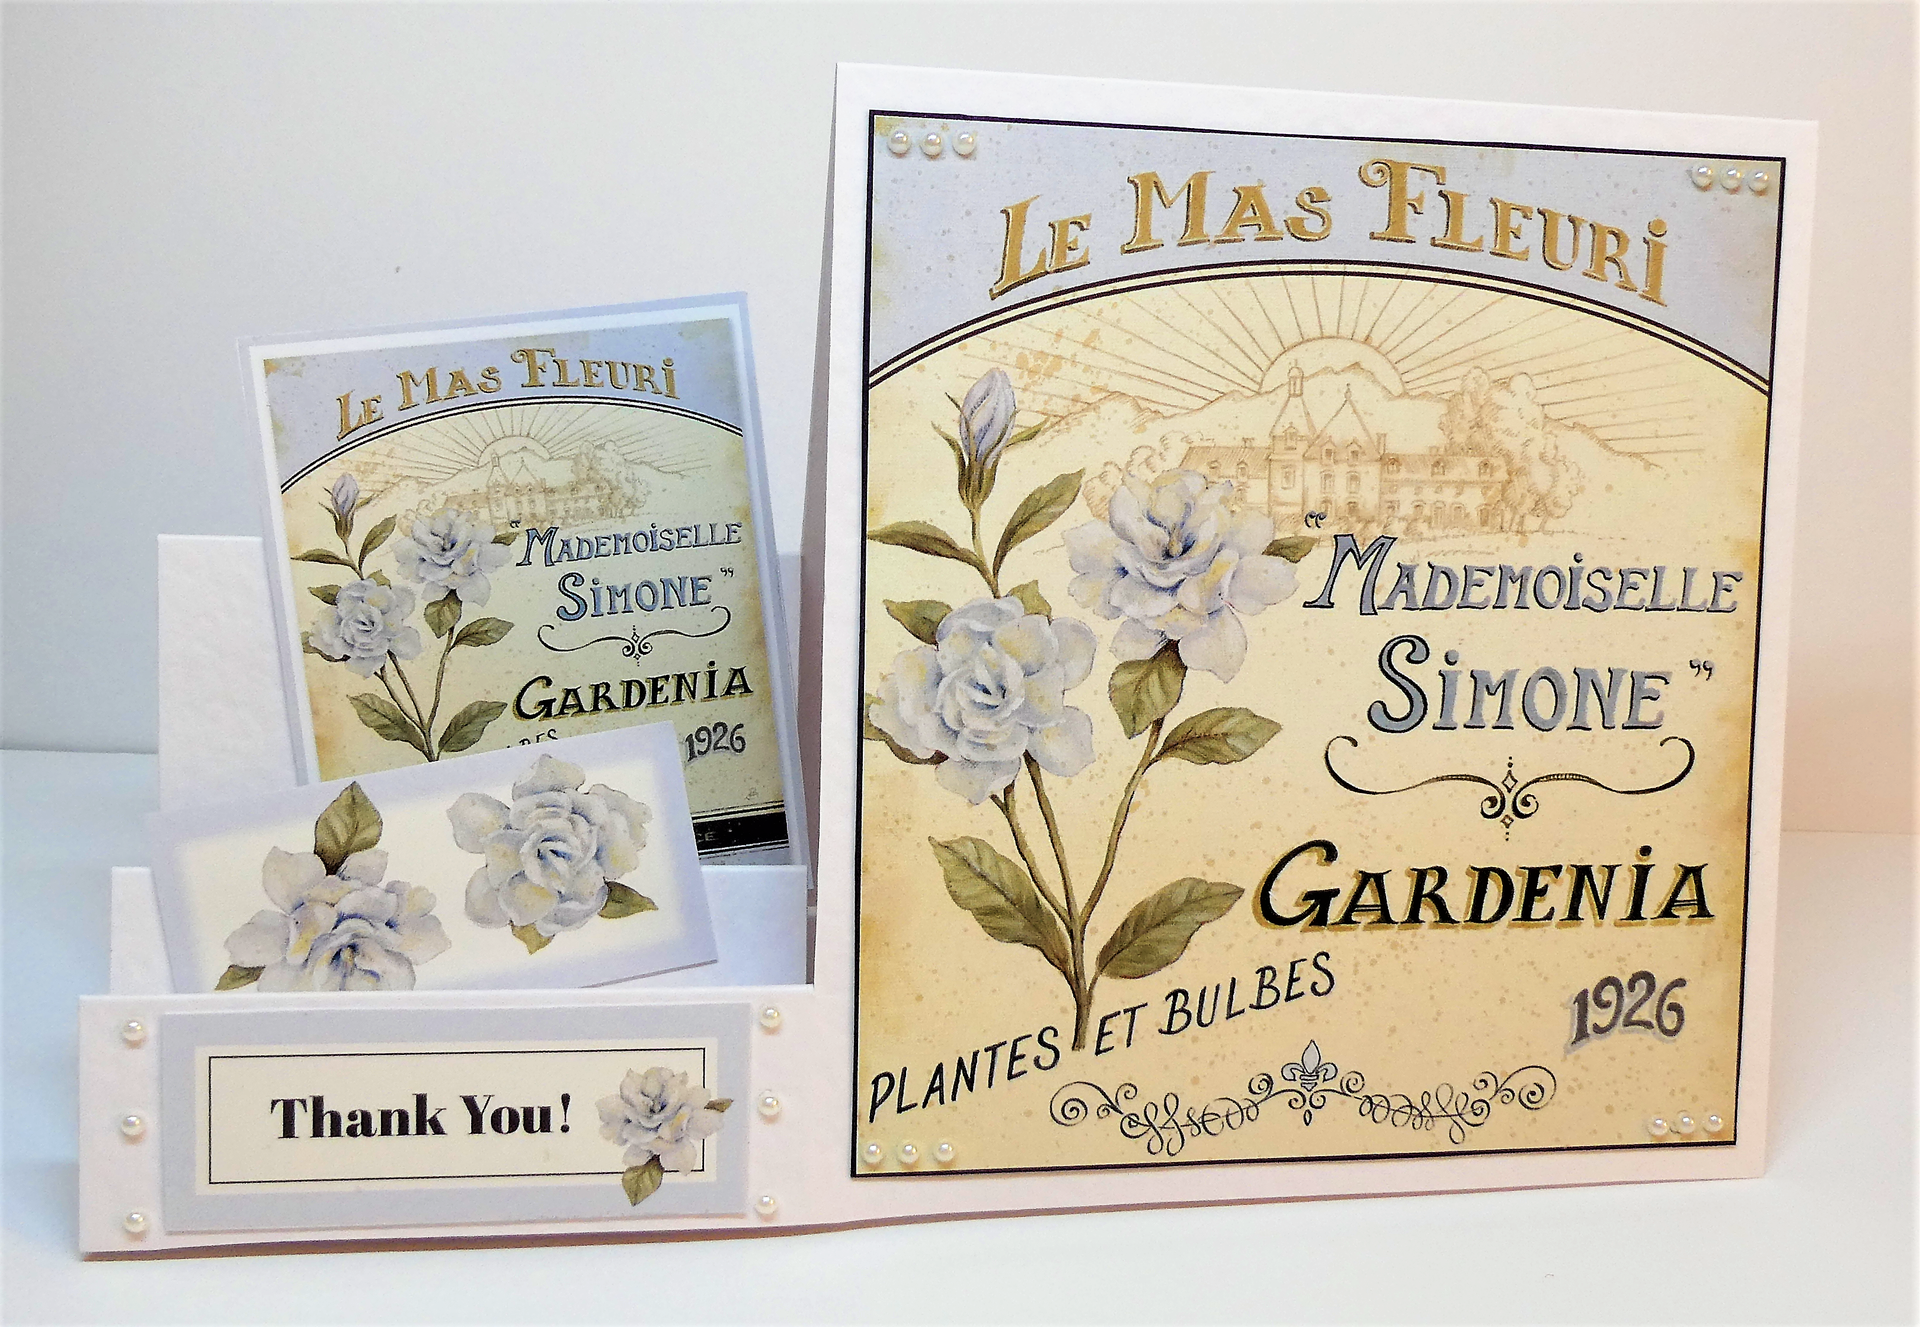 LE MAS FLEURi
"MADEMOiSELLE
SiMONE"
GARDENiA
1926
LE MAS FLEURi
"MADEMOiSELLE
SiMONE"
GARDENiA
PLANTES ET BULBES
1926
Thank You!